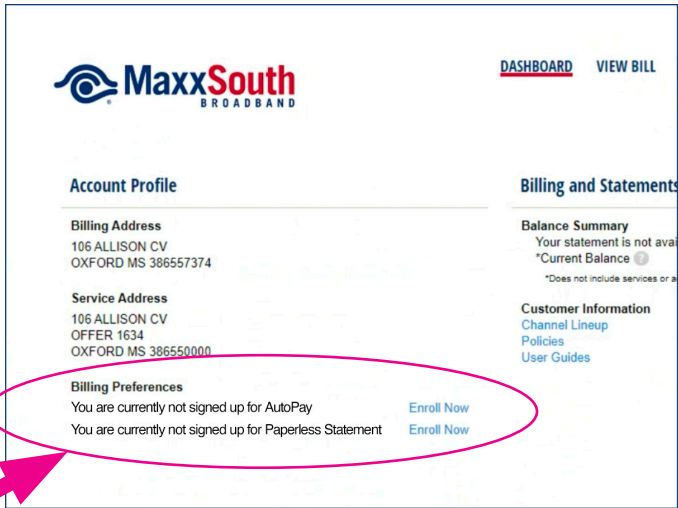 MaxxSouth
BROADBAND
DASHBOARD VIEW BILL
Account Profile
Billing Address
106 ALLISON CV
OXFORD MS 386557374
Service Address
106 ALLISON CV
OFFER 1634
OXFORD MS 386550000
Billing Preferences
You are currently not signed up for AutoPay Enroll Now
You are currently not signed up for Paperless Statement Enroll Now
Billing and Statements
Balance Summary
Your statement is not avai
*Current Balance ?
*Does not include services or a
Customer Information
Channel Lineup
Policies
User Guides